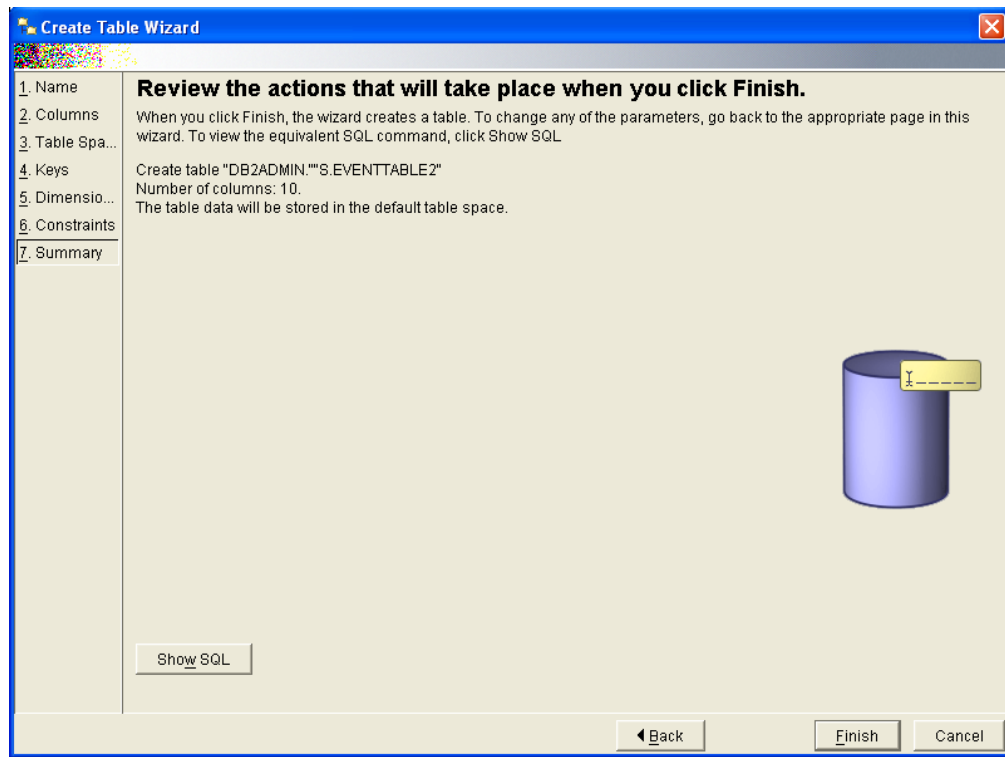 Create Table Wizard
1. Name
2. Columns
3. Table Spa...
4. Keys
5. Dimensio...
6. Constraints
7. Summary
Review the actions that will take place when you click Finish.
When you click Finish, the wizard creates a table. To change any of the parameters, go back to the appropriate page in this
wizard. To view the equivalent SQL command, click Show SQL
Create table "DB2ADMIN.""S.EVENTTABLE2"
Number of columns: 10.
The table data will be stored in the default table space.
Show SQL
Back
Finish
Cancel